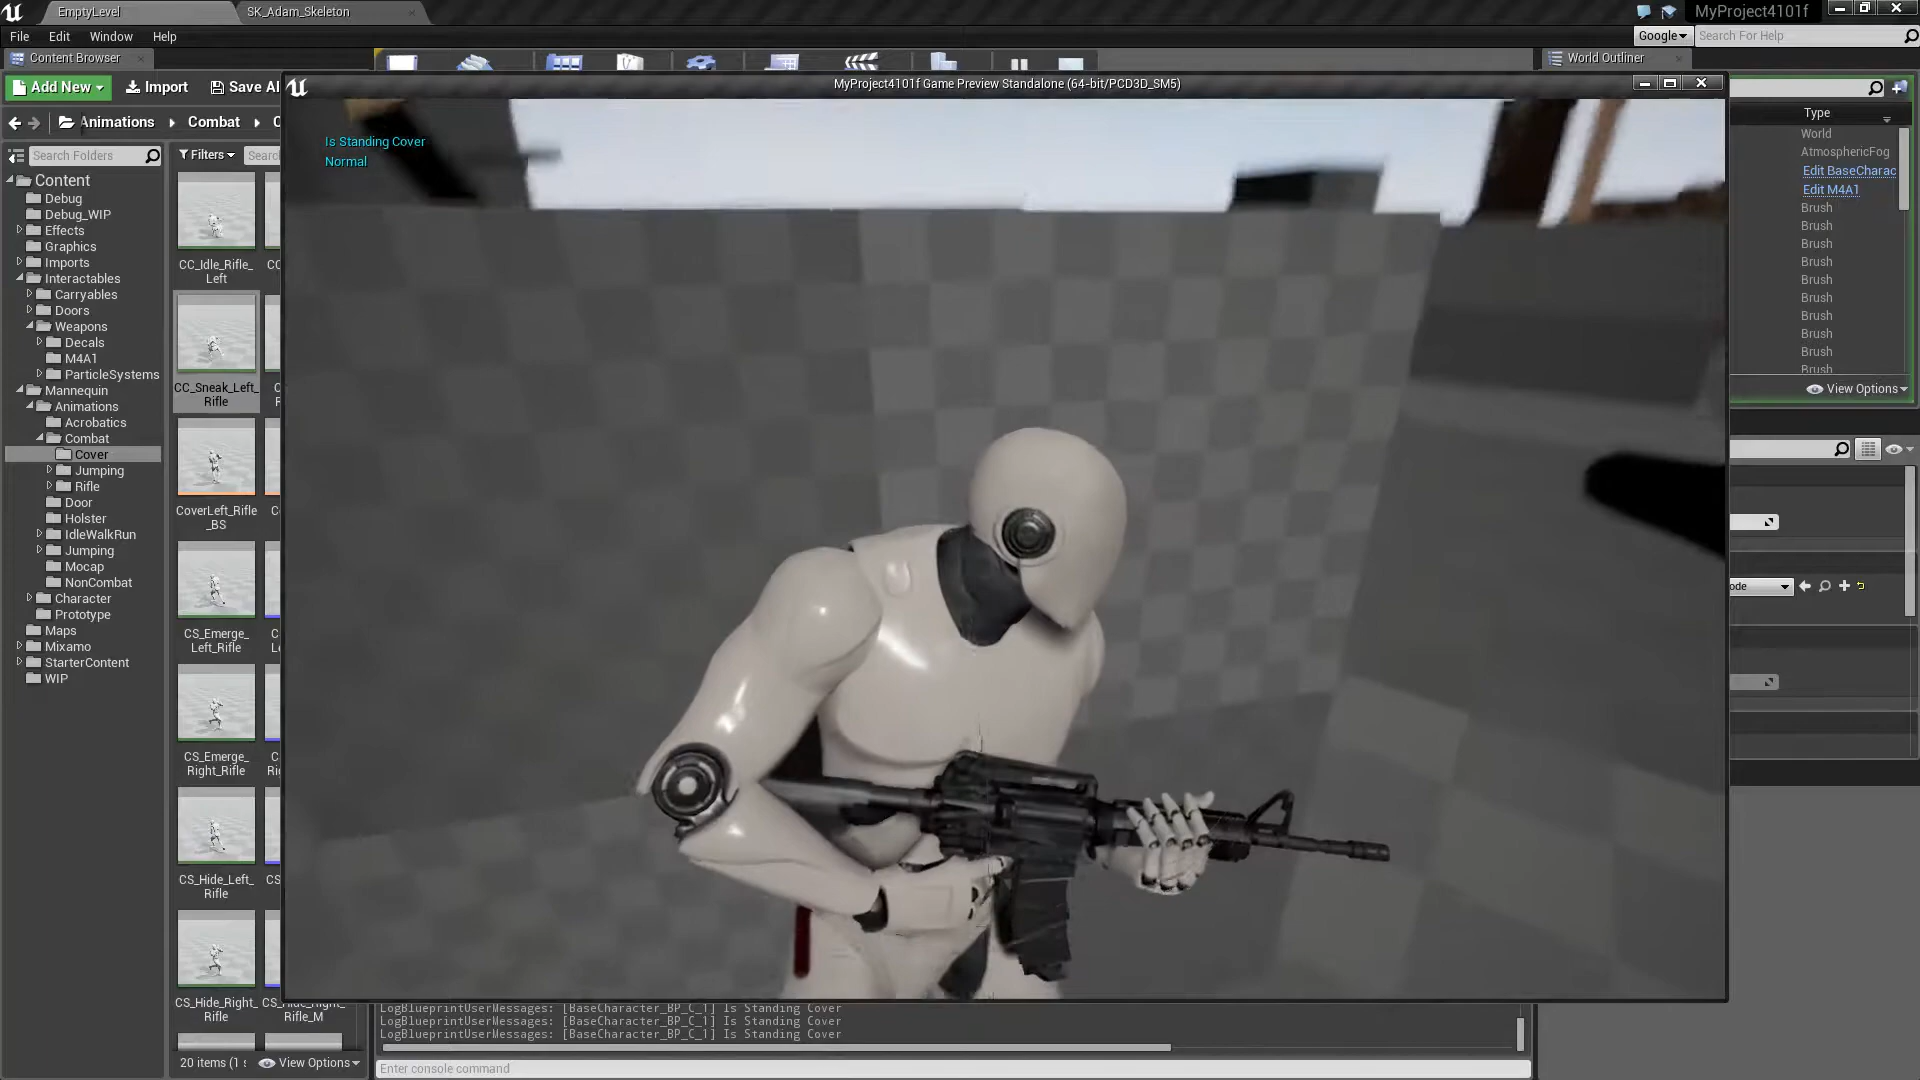 EmptyLevel
SK_Adam_Skeleton
MyProject4101f
File
Edit
Window
Help
Google
Search For Help
Content Browser
World Outliner
MyProject4101f Game Preview Standalone (64-bit/PCD3D_SM5)
Add New
Import
Save Al
Animations
Combat
Type
Is Standing Cover
Normal
Search Folders
Filters
Sear
World
AtmosphericFog
Edit BaseCharac
Edit M4A1
Brush
Brush
Brush
Brush
Brush
Brush
Brush
Brush
Brush
Brush
View Options
Content
Debug
Debug_WIP
Effects
Graphics
Imports
Interactables
Carryables
Doors
Weapons
Decals
M4A1
ParticleSystems
Mannequin
Animations
Acrobatics
Combat
Cover
Jumping
Rifle
Door
Holster
IdleWalkRun
Jumping
Mocap
NonCombat
Character
Prototype
Maps
Mixamo
StarterContent
WIP
CC_Idle_Rifle_
Left
CC_Sneak_Left_
Rifle
CoverLeft_Rifle
_BS
CS_Emerge_
Left_Rifle
CS_Emerge_
Right_Rifle
CS_Hide_Left_
Rifle
CS_Hide_Right_
Rifle
CS_Hide_Right_
Rifle_M
ode
20 items (1 s
View Options
LogBlueprintUserMessages: [BaseCharacter_BP_C_1] Is Standing Cover
LogBlueprintUserMessages: [BaseCharacter_BP_C_1] Is Standing Cover
LogBlueprintUserMessages: [BaseCharacter_BP_C_1] Is Standing Cover
Enter console command